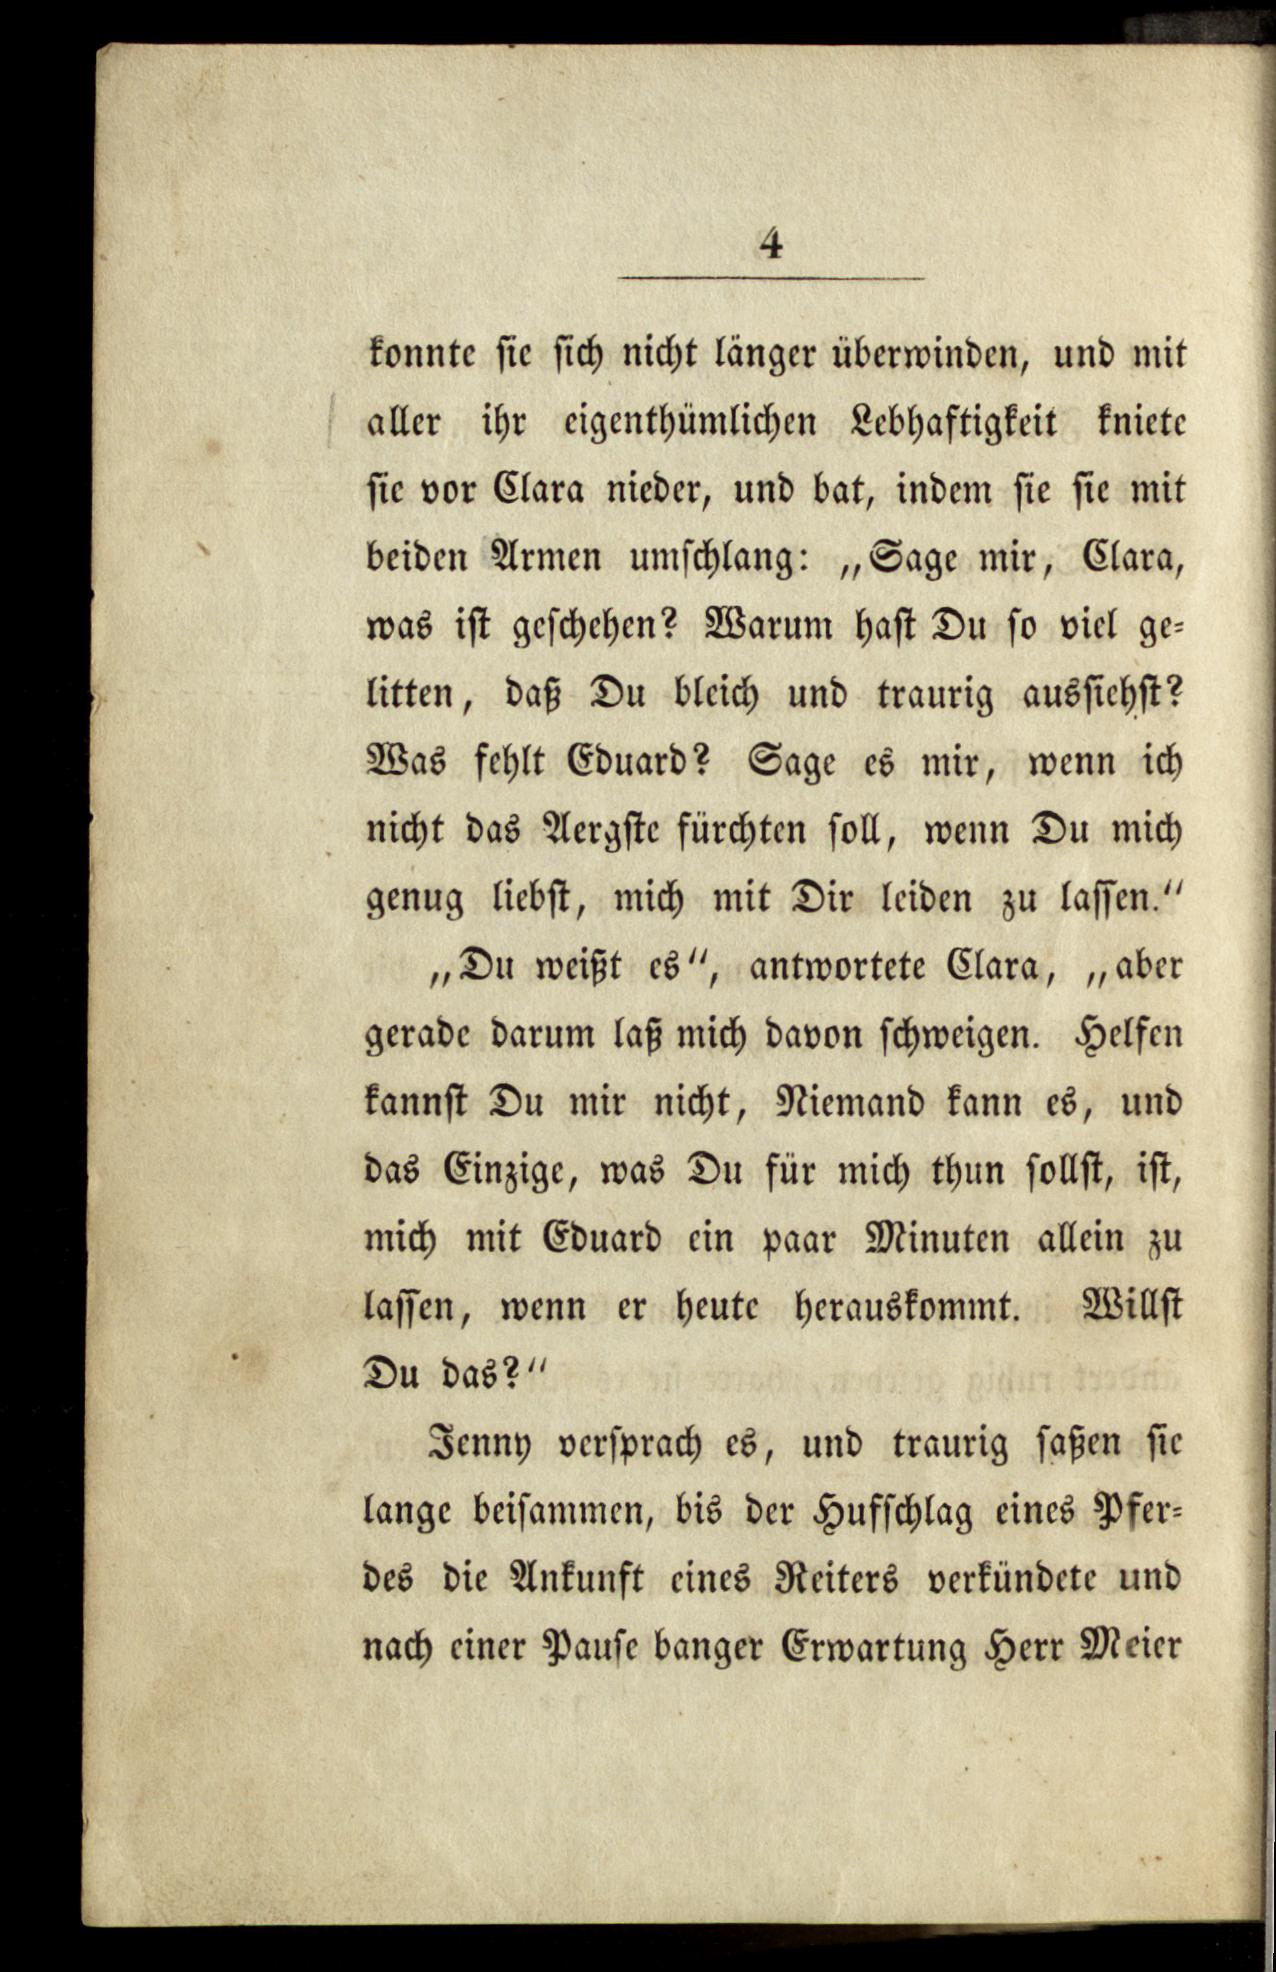 4
konnte sie sich nicht länger überwinden, und mit
aller ihr eigenthümlichen Lebhaftigkeit kniete
sie vor Clara nieder, und bat, indem sie sie mit
beiden Armen umschlang: „Sage mir, Clara,
was ist geschehen? Warum hast Du so viel ge-
litten, daß Du bleich und traurig aussiehst?
Was fehlt Eduard? Sage es mir, wenn ich
nicht das Aergste fürchten soll, wenn Du mich
genug liebst, mich mit Dir leiden zu lassen.“
„Du weißt es“, antwortete Clara, „aber
gerade darum laß mich davon schweigen. Helfen
kannst Du mir nicht, Niemand kann es, und
das Einzige, was Du für mich thun sollst, ist,
mich mit Eduard ein paar Minuten allein zu
lassen, wenn er heute herauskommt. Willst
Du das?“
Jenny versprach es, und traurig saßen sie
lange beisammen, bis der Hufschlag eines Pfer-
des die Ankunft eines Reiters verkündete und
nach einer Pause banger Erwartung Herr Meier